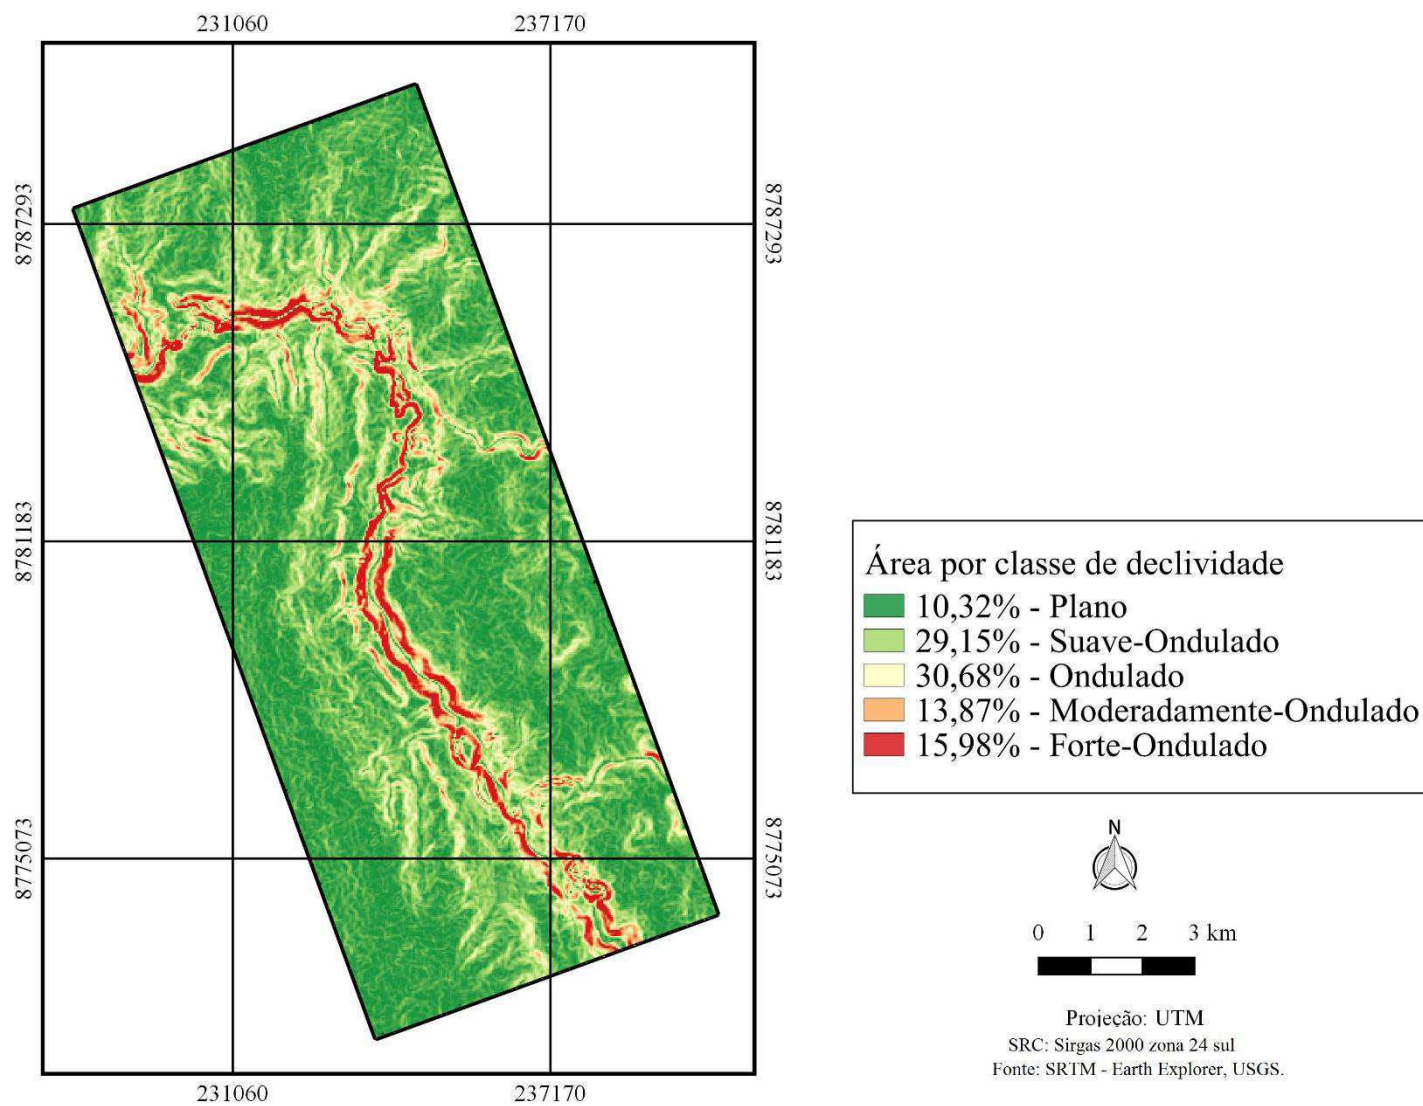 231060 237170
8787293 8787293
8781183 8781183
8775073 8775073
231060 237170
Área por classe de declividade
10,32% - Plano
29,15% - Suave-Ondulado
30,68% - Ondulado
13,87% - Moderadamente-Ondulado
15,98% - Forte-Ondulado
N
0 1 2 3 km
Projeção: UTM
SRC: Sirgas 2000 zona 24 sul
Fonte: SRTM - Earth Explorer, USGS.